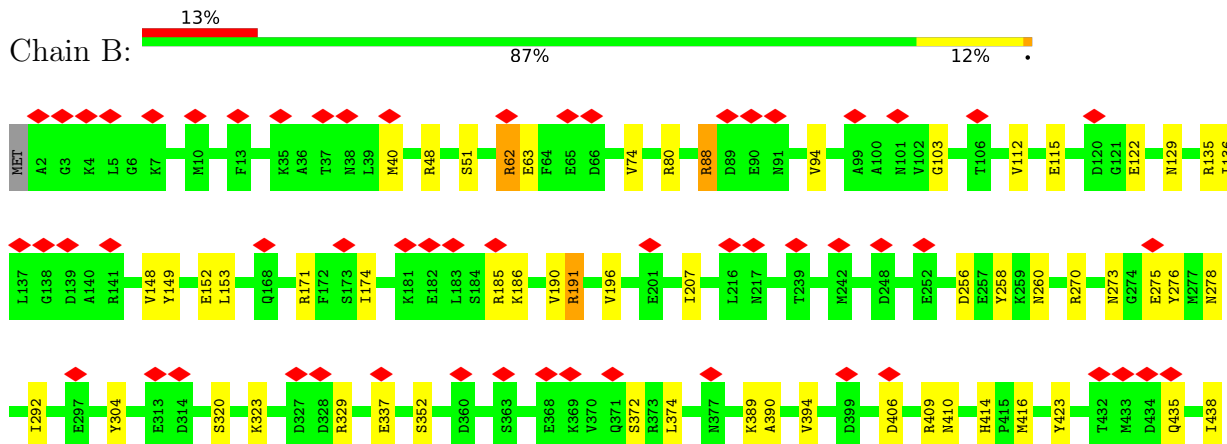 13%
Chain B:
87% 12% •
MET A2 G3 K4 L5 G6 K7 M10 F13 K35 A36 T37 N38 L39 M40 R48 S51 R62 E63 F64 E65 D66 V74 R80 R88 D89 E90 N91 V94 A99 A100 N101 V102 G103 T106 V112 E115 D120 G121 E122 N129 R135 I136
L137 G138 D139 A140 R141 V148 Y149 E152 L153 Q168 R171 F172 S173 I174 K181 E182 L183 S184 R185 K186 V190 R191 V196 E201 I207 L216 N217 T239 M242 D248 E252 D256 E257 Y258 K259 N260 R270 N273 G274 E275 Y276 M277 N278
I292 E297 Y304 E313 D314 S320 K323 D327 D328 R329 E337 S352 D360 S363 E368 K369 V370 Q371 S372 R373 L374 N377 K389 A390 V394 D399 D406 R409 N410 H414 P415 M416 Y423 T432 M433 D434 Q435 I438